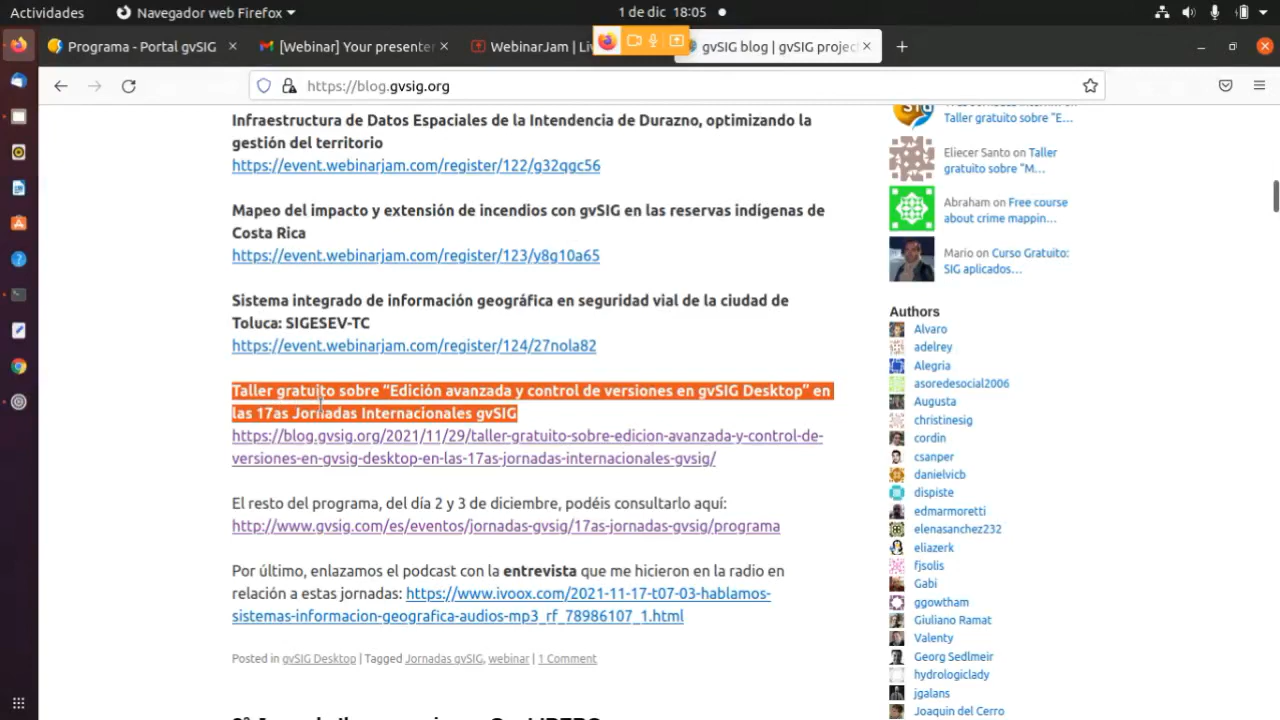 Actividades
Navegador web Firefox
1 de dic 18:05
Programa - Portal gvSIG
[Webinar] Your presenter
WebinarJam | Li
gvSIG blog | gvSIG project
https://blog.gvsig.org
Infraestructura de Datos Espaciales de la Intendencia de Durazno, optimizando la
gestión del territorio
https://event.webinarjam.com/register/122/g32qgc56
Mapeo del impacto y extensión de incendios con gvSIG en las reservas indígenas de
Costa Rica
https://event.webinarjam.com/register/123/y8g10a65
Sistema integrado de información geográfica en seguridad vial de la ciudad de
Toluca: SIGESEV-TC
https://event.webinarjam.com/register/124/27nola82
Taller gratuito sobre “Edición avanzada y control de versiones en gvSIG Desktop” en
las 17as Jornadas Internacionales gvSIG
https://blog.gvsig.org/2021/11/29/taller-gratuito-sobre-edicion-avanzada-y-control-de-
versiones-en-gvsig-desktop-en-las-17as-jornadas-internacionales-gvsig/
El resto del programa, del día 2 y 3 de diciembre, podéis consultarlo aquí:
http://www.gvsig.com/es/eventos/jornadas-gvsig/17as-jornadas-gvsig/programa
Por último, enlazamos el podcast con la entrevista que me hicieron en la radio en
relación a estas jornadas: https://www.ivoox.com/2021-11-17-t07-03-hablamos-
sistemas-informacion-geografica-audios-mp3_rf_78986107_1.html
Posted in gvSIG Desktop | Tagged Jornadas gvSIG, webinar | 1 Comment
Taller gratuito sobre "E...
Eliecer Santo on Taller
gratuito sobre "M...
Abraham on Free course
about crime mappin...
Mario on Curso Gratuito:
SIG aplicados...
Authors
Alvaro
adelrey
Alegria
asoredesocial2006
Augusta
christinesig
cordin
csanper
danielvicb
dispiste
edmarmoretti
elenasanchez232
eliazerk
fjsolis
Gabi
ggowtham
Giuliano Ramat
Valenty
Georg Sedlmeir
hydrologiclady
jgalans
Joaquin del Cerro